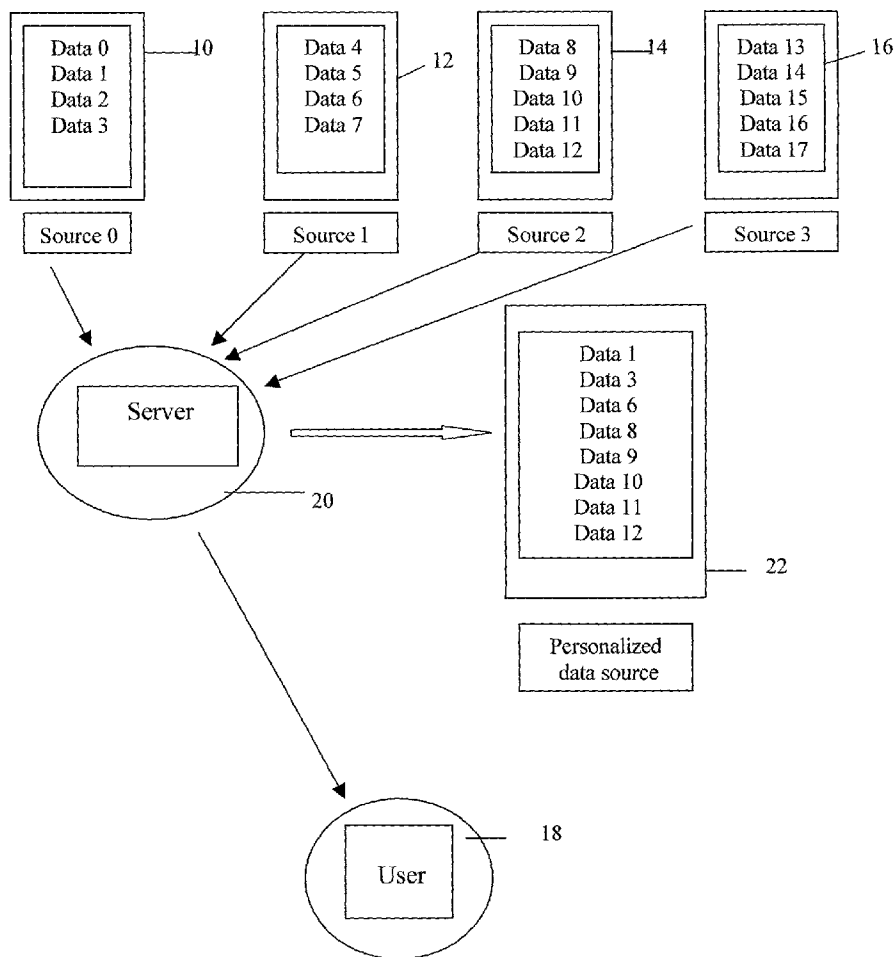 Data 0
Data 1
Data 2
Data 3
10
Source 0
Data 4
Data 5
Data 6
Data 7
12
Source 1
Data 8
Data 9
Data 10
Data 11
Data 12
14
Source 2
Data 13
Data 14
Data 15
Data 16
Data 17
16
Source 3
Server
20
Data 1
Data 3
Data 6
Data 8
Data 9
Data 10
Data 11
Data 12
22
Personalized
data source
User
18